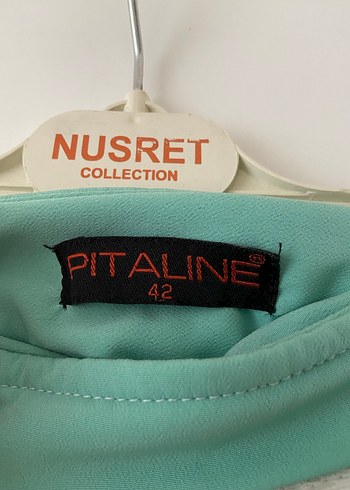 NUSRET
COLLECTION
PITALINE®
42